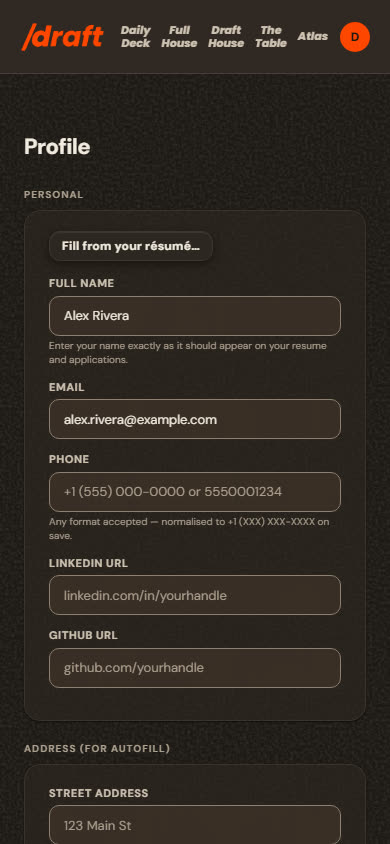 /draft
Daily Deck
Full House
Draft House
The Table
Atlas
D
Profile
PERSONAL
Fill from your résumé...
FULL NAME
Alex Rivera
Enter your name exactly as it should appear on your resume
and applications.
EMAIL
alex.rivera@example.com
PHONE
+1 (555) 000-0000 or 5550001234
Any format accepted — normalised to +1 (XXX) XXX-XXXX on
save.
LINKEDIN URL
linkedin.com/in/yourhandle
GITHUB URL
github.com/yourhandle
ADDRESS (FOR AUTOFILL)
STREET ADDRESS
123 Main St